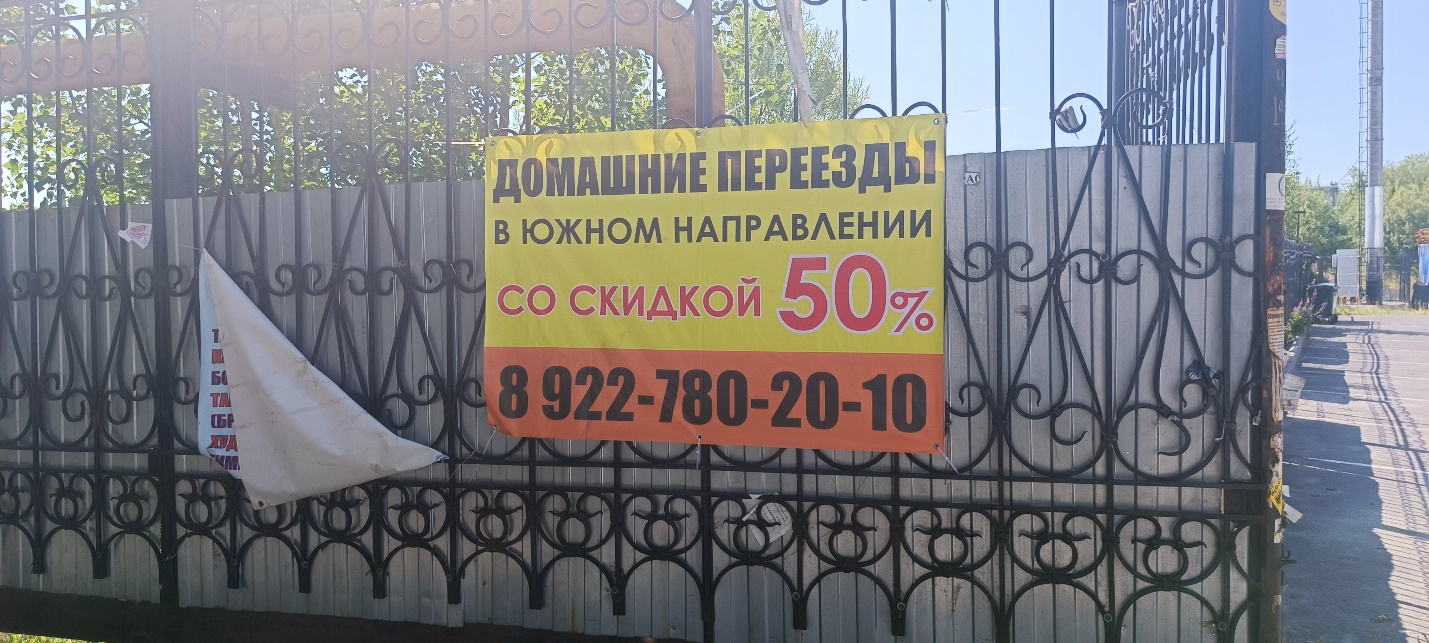 ДОМАШНИЕ ПЕРЕЕЗДЫ
В ЮЖНОМ НАПРАВЛЕНИИ
СО СКИДКОЙ 50%
8 922-780-20-10